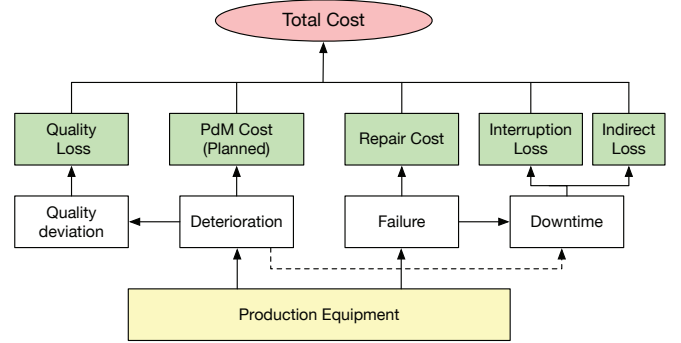 Total Cost
Quality
Loss
PdM Cost
(Planned)
Repair Cost
Interruption
Loss
Indirect
Loss
Quality
deviation
Deterioration
Failure
Downtime
Production Equipment